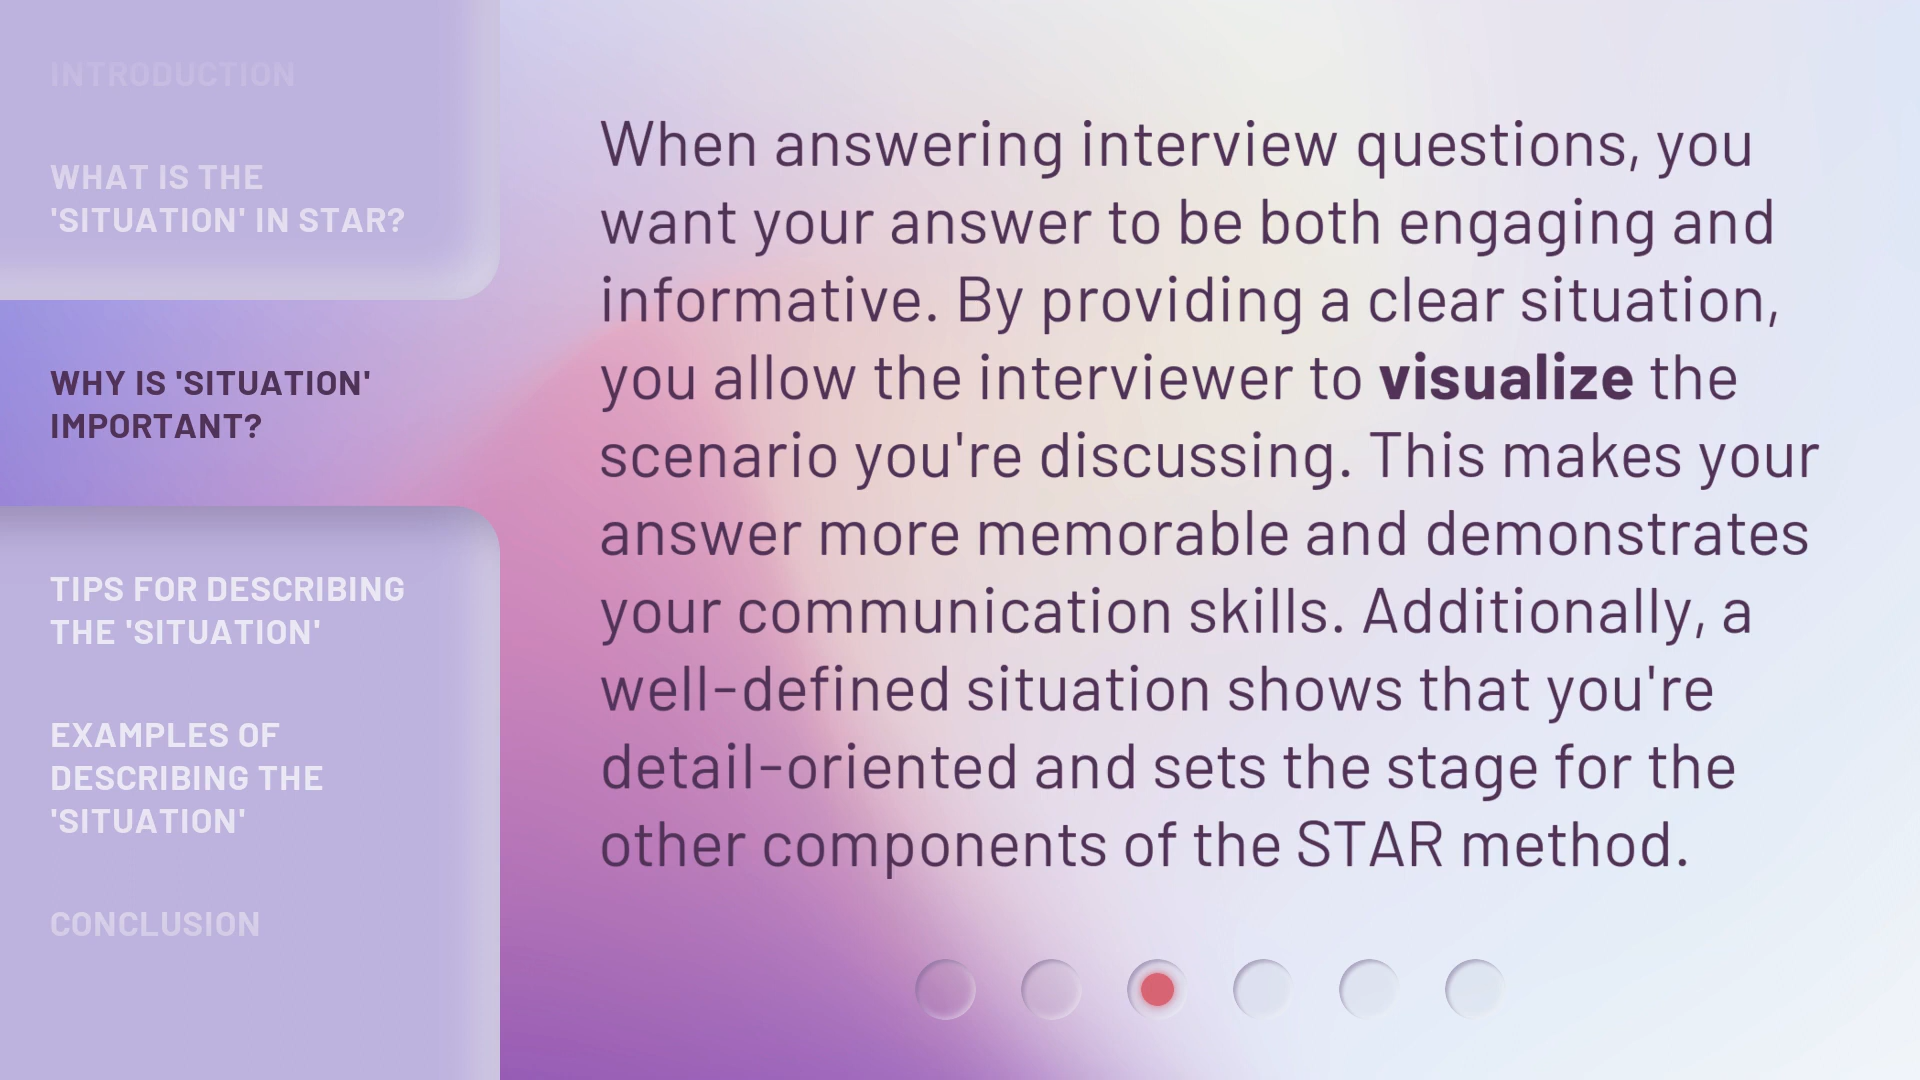 INTRODUCTION
WHAT IS THE
'SITUATION' IN STAR?
WHY IS 'SITUATION'
IMPORTANT?
TIPS FOR DESCRIBING
THE 'SITUATION'
EXAMPLES OF
DESCRIBING THE
'SITUATION'
CONCLUSION
When answering interview questions, you
want your answer to be both engaging and
informative. By providing a clear situation,
you allow the interviewer to visualize the
scenario you're discussing. This makes your
answer more memorable and demonstrates
your communication skills. Additionally, a
well-defined situation shows that you're
detail-oriented and sets the stage for the
other components of the STAR method.